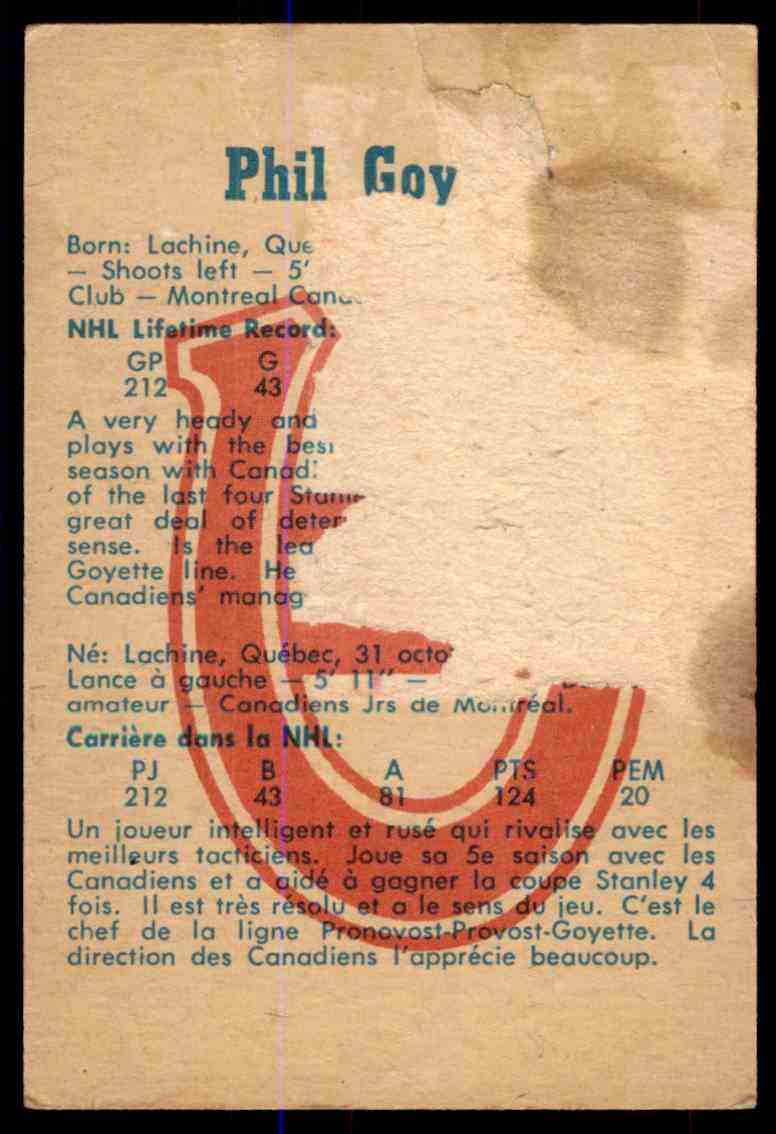 Phil Goy
Born: Lachine, Que
— Shoots left — 5'
Club — Montreal Cana
NHL Lifetime Record:
GP G
212 43
A very heady and
plays with the best
season with Canadi
of the last four Stanle
great deal of deter
sense. Is the lea
Goyette line. He
Canadiens' manag
Né: Lachine, Québec, 31 octo
Lance à gauche — 5' 11" —
amateur — Canadiens Jrs de Montréal.
Carrière dans la NHL:
PJ B A PTS PEM
212 43 81 124 20
Un joueur intelligent et rusé qui rivalise avec les
meilleurs tacticiens. Joue sa 5e saison avec les
Canadiens et a aidé à gagner la coupe Stanley 4
fois. Il est très résolu et a le sens du jeu. C'est le
chef de la ligne Pronovost-Provost-Goyette. La
direction des Canadiens l'apprécie beaucoup.